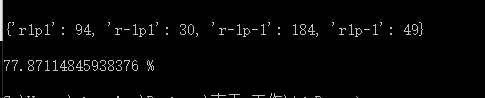 {'r1p1': 94, 'r-1p1': 30, 'r-1p-1': 184, 'r1p-1': 49}
77.87114845938376 %